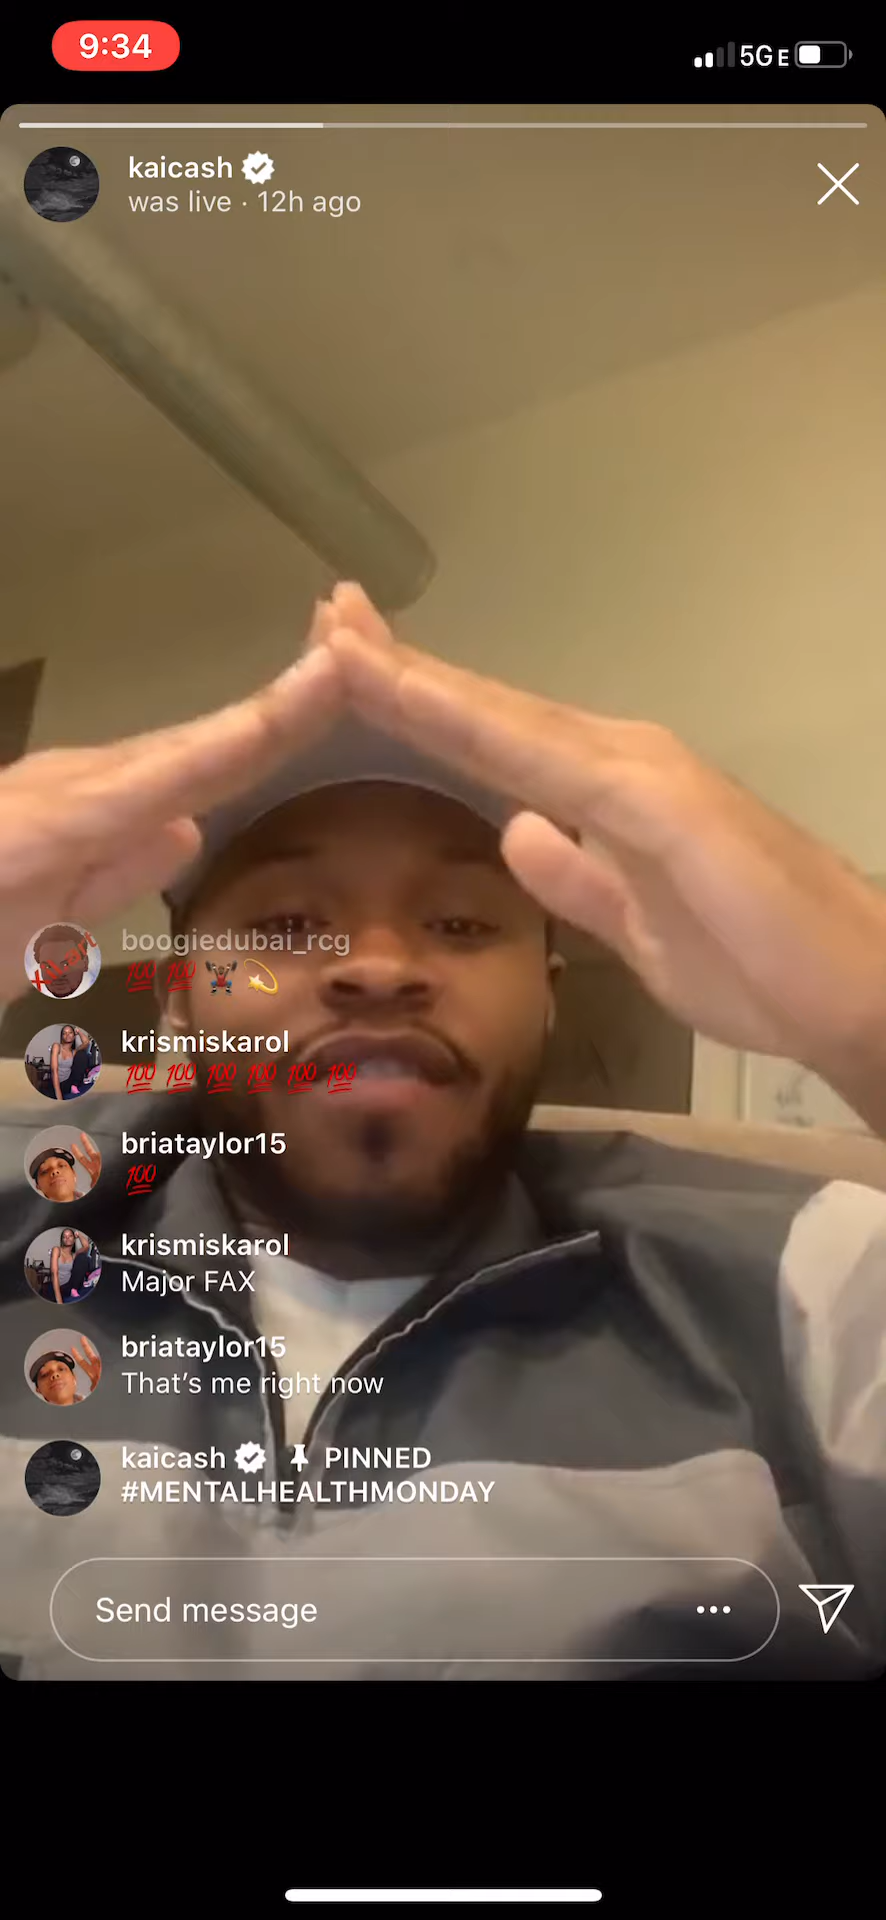 9:34
5GE
kaicash
was live · 12h ago
boogiedubai_rcg
💯 💯 🏋🏾‍♂️ 💫
krismiskarol
💯 💯 💯 💯 💯 💯
briataylor15
💯
krismiskarol
Major FAX
briataylor15
That’s me right now
kaicash PINNED
#MENTALHEALTHMONDAY
Send message